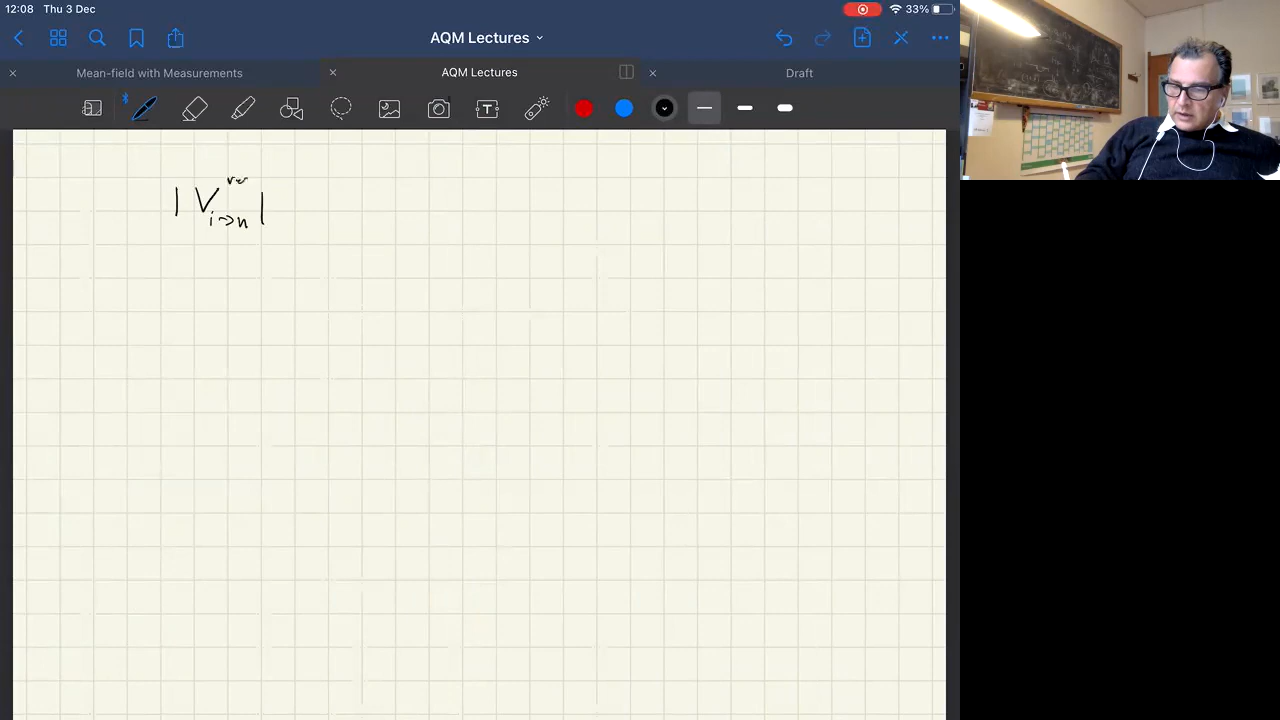 12:08 Thu 3 Dec
33%
AQM Lectures
Mean-field with Measurements
AQM Lectures
Draft
T
| V i→n |